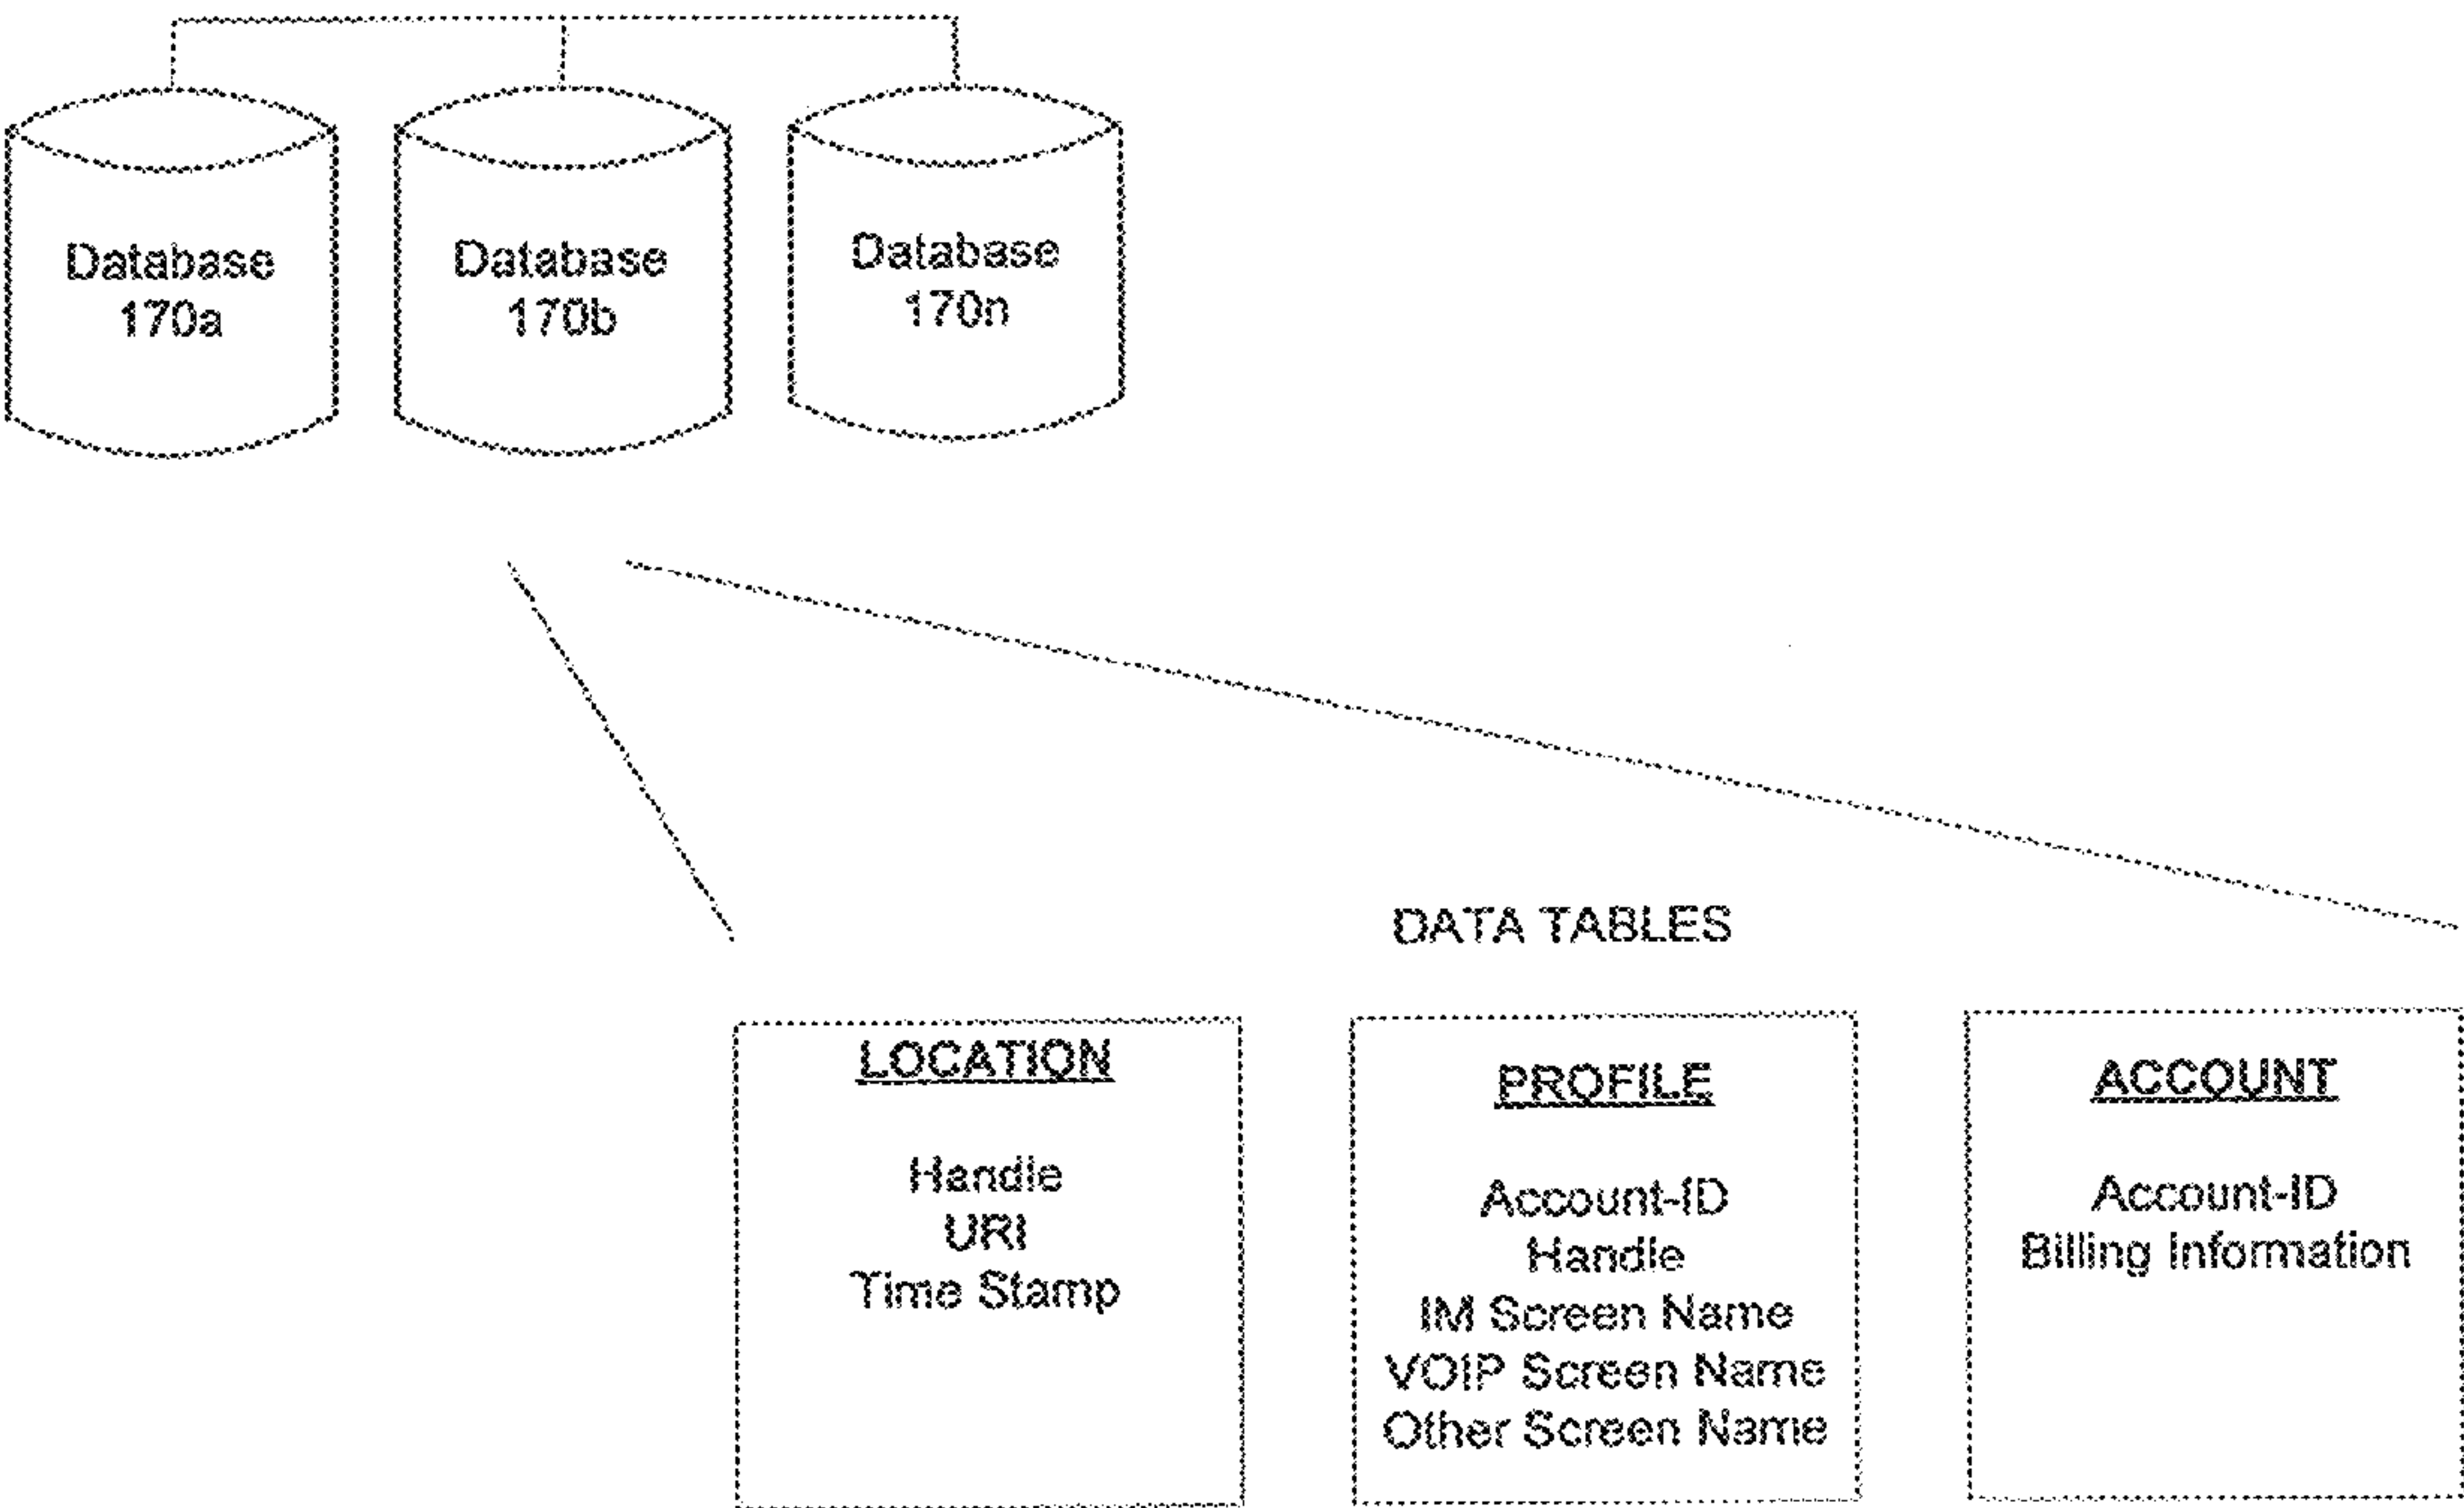 Database
170a
Database
170b
Database
170n
DATA TABLES
LOCATION
Handle
URI
Time Stamp
PROFILE
Account-ID
Handle
IM Screen Name
VOIP Screen Name
Other Screen Name
ACCOUNT
Account-ID
Billing Information